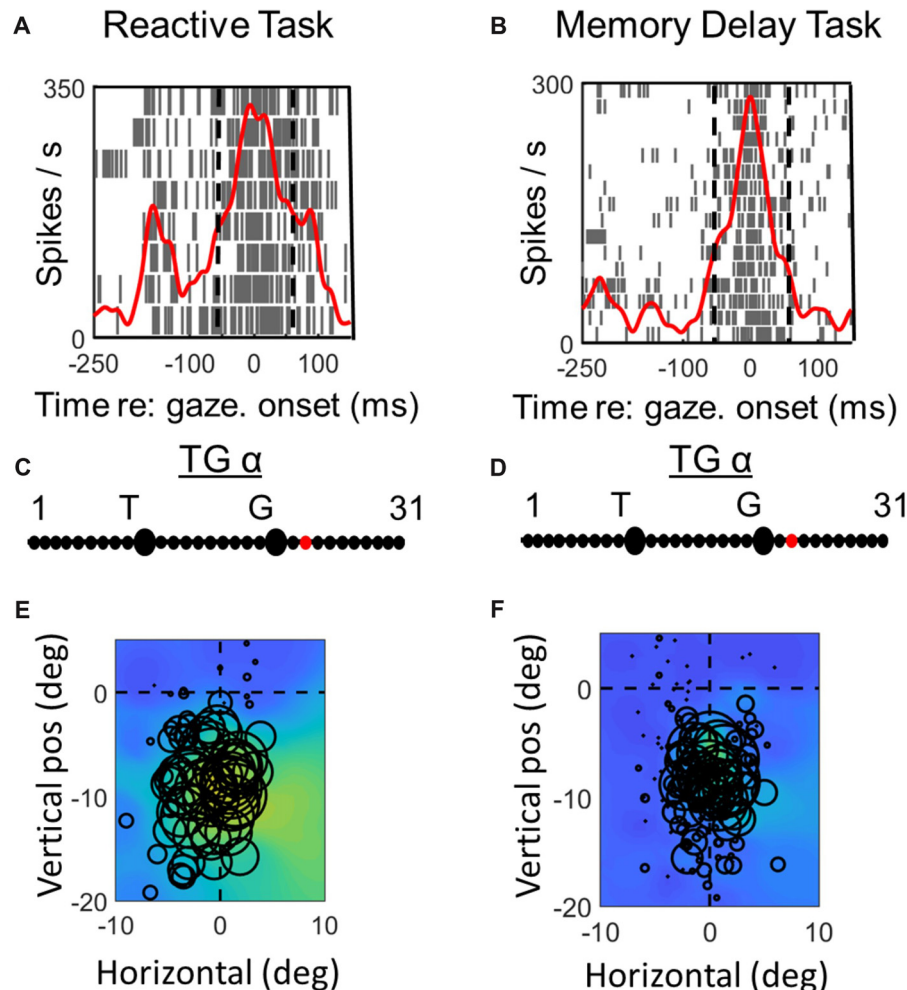 A Reactive Task
B Memory Delay Task
350
Spikes / s
0
-250 -100 0 100
Time re: gaze. onset (ms)
300
Spikes / s
0
-250 -100 0 100
Time re: gaze. onset (ms)
C TG α
1 T G 31
D TG α
1 T G 31
E
Vertical pos (deg)
0
-10
-20
-10 0 10
Horizontal (deg)
F
Vertical pos (deg)
0
-10
-20
-10 0 10
Horizontal (deg)